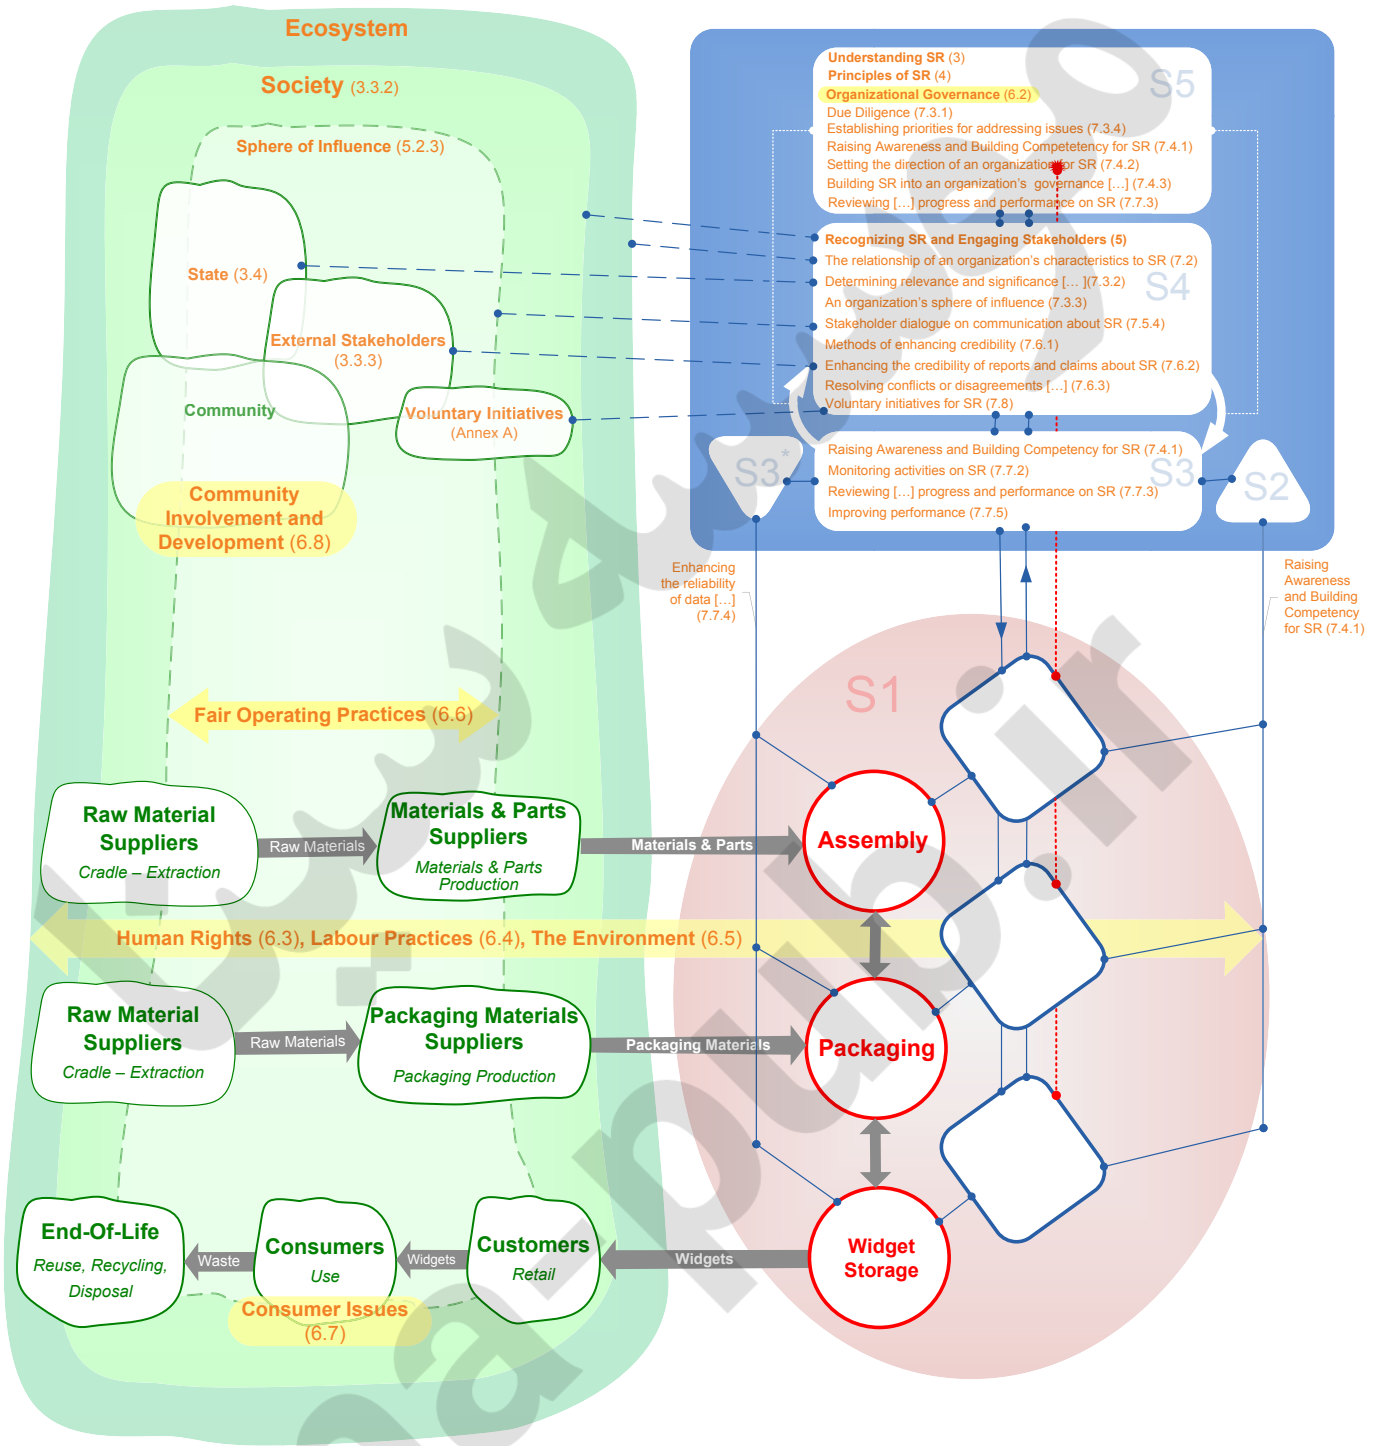 Ecosystem
Society (3.3.2)
Sphere of Influence (5.2.3)
State (3.4)
External Stakeholders
(3.3.3)
Community
Voluntary Initiatives
(Annex A)
Community
Involvement and
Development (6.8)
Fair Operating Practices (6.6)
Raw Material
Suppliers
Cradle – Extraction
Raw Materials
Materials & Parts
Suppliers
Materials & Parts
Production
Materials & Parts
Human Rights (6.3), Labour Practices (6.4), The Environment (6.5)
Raw Material
Suppliers
Cradle – Extraction
Raw Materials
Packaging Materials
Suppliers
Packaging Production
Packaging Materials
End-Of-Life
Reuse, Recycling,
Disposal
Waste
Consumers
Use
Widgets
Customers
Retail
Widgets
Consumer Issues
(6.7)
S5
Understanding SR (3)
Principles of SR (4)
Organizational Governance (6.2)
Due Diligence (7.3.1)
Establishing priorities for addressing issues (7.3.4)
Raising Awareness and Building Competetency for SR (7.4.1)
Setting the direction of an organization for SR (7.4.2)
Building SR into an organization's governance […] (7.4.3)
Reviewing […] progress and performance on SR (7.7.3)
S4
Recognizing SR and Engaging Stakeholders (5)
The relationship of an organization's characteristics to SR (7.2)
Determining relevance and significance [… ](7.3.2)
An organization's sphere of influence (7.3.3)
Stakeholder dialogue on communication about SR (7.5.4)
Methods of enhancing credibility (7.6.1)
Enhancing the credibility of reports and claims about SR (7.6.2)
Resolving conflicts or disagreements […] (7.6.3)
Voluntary initiatives for SR (7.8)
S3*
S3
Raising Awareness and Building Competency for SR (7.4.1)
Monitoring activities on SR (7.7.2)
Reviewing […] progress and performance on SR (7.7.3)
Improving performance (7.7.5)
S2
Enhancing
the reliability
of data […]
(7.7.4)
Raising
Awareness
and Building
Competency
for SR (7.4.1)
S1
Assembly
Packaging
Widget
Storage